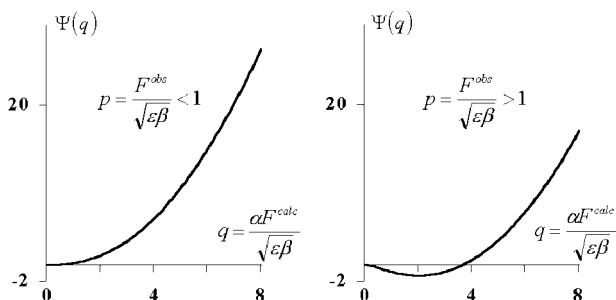 Ψ(q)
20
p = F^obs / √εβ < 1
q = αF^calc / √εβ
-2
0 4 8
Ψ(q)
20
p = F^obs / √εβ > 1
q = αF^calc / √εβ
-2
0 4 8